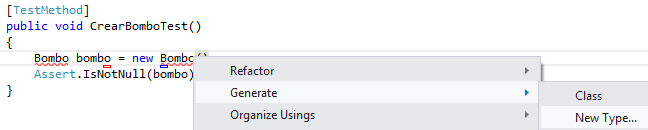 [TestMethod]
public void CrearBomboTest()
{
Bombo bombo = new Bombo()
Assert.IsNotNull(bombo)
}
Refactor
Generate
Organize Usings
Class
New Type...